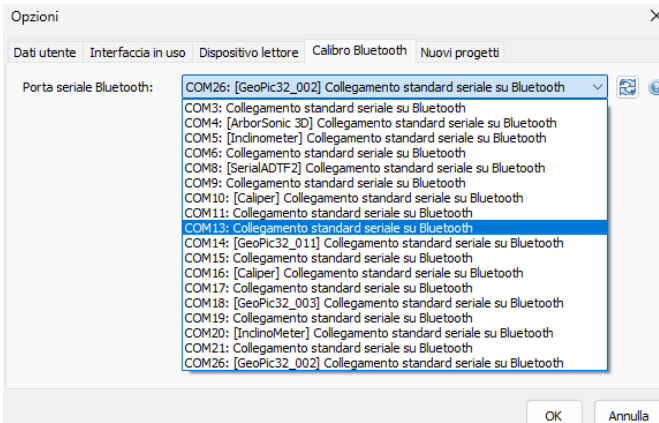 Opzioni
Dati utente Interfaccia in uso Dispositivo lettore Calibro Bluetooth Nuovi progetti
Porta seriale Bluetooth: COM26: [GeoPic32_002] Collegamento standard seriale su Bluetooth
COM3: Collegamento standard seriale su Bluetooth
COM4: [ArborSonic 3D] Collegamento standard seriale su Bluetooth
COM5: [Inclinometer] Collegamento standard seriale su Bluetooth
COM6: Collegamento standard seriale su Bluetooth
COM8: [SerialADTF2] Collegamento standard seriale su Bluetooth
COM9: Collegamento standard seriale su Bluetooth
COM10: [Caliper] Collegamento standard seriale su Bluetooth
COM11: Collegamento standard seriale su Bluetooth
COM13: Collegamento standard seriale su Bluetooth
COM14: [GeoPic32_011] Collegamento standard seriale su Bluetooth
COM15: Collegamento standard seriale su Bluetooth
COM16: [Caliper] Collegamento standard seriale su Bluetooth
COM17: Collegamento standard seriale su Bluetooth
COM18: [GeoPic32_003] Collegamento standard seriale su Bluetooth
COM19: Collegamento standard seriale su Bluetooth
COM20: [InclinoMeter] Collegamento standard seriale su Bluetooth
COM21: Collegamento standard seriale su Bluetooth
COM26: [GeoPic32_002] Collegamento standard seriale su Bluetooth
OK Annulla